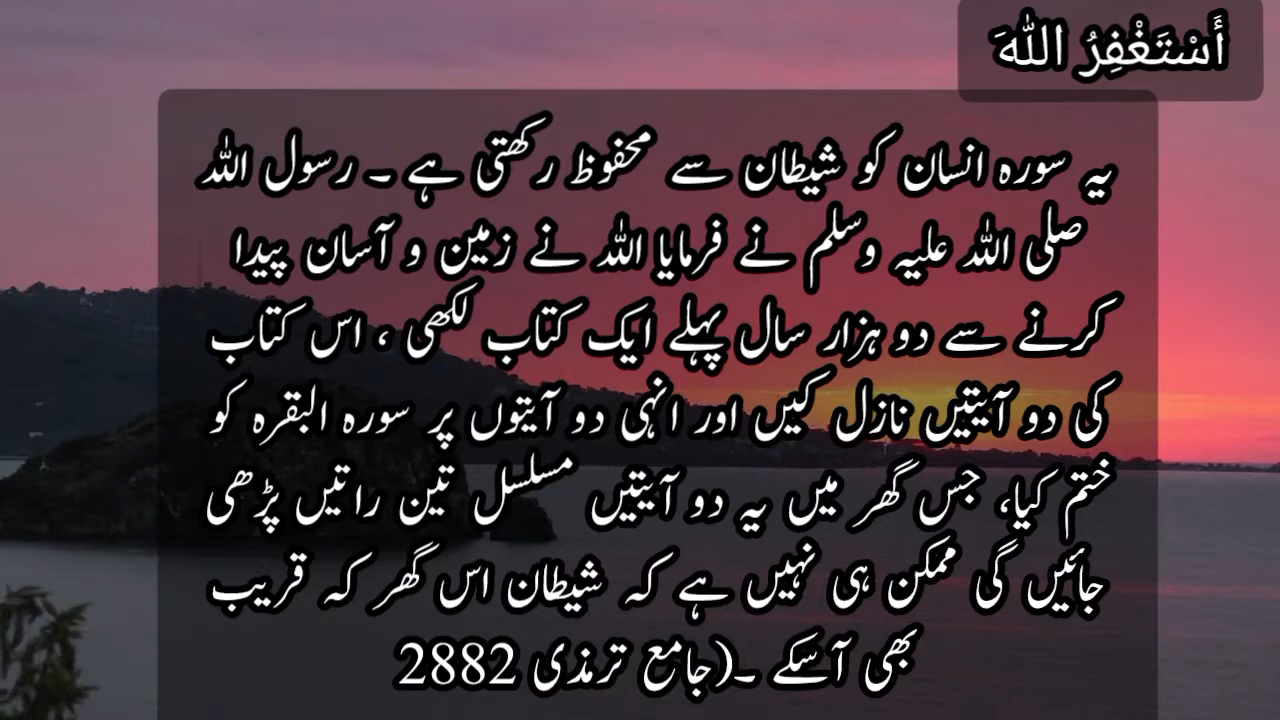 أَسْتَغْفِرُ اللهَ
یہ سورہ انسان کو شیطان سے محفوظ رکھتی ہے ۔ رسول اللہ
صلی اللہ علیہ وسلم نے فرمایا اللہ نے زمین و آسان پیدا
کرنے سے دو ہزار سال پہلے ایک کتاب لکھی ، اس کتاب
کی دو آیتیں نازل کیں اور انہی دو آیتوں پر سورہ البقرہ کو
ختم کیا، جس گھر میں یہ دو آیتیں مسلسل تین راتیں پڑھی
جائیں گی ممکن ہی نہیں ہے کہ شیطان اس گھر کہ قریب
بھی آسکے ۔(جامع ترمذی 2882